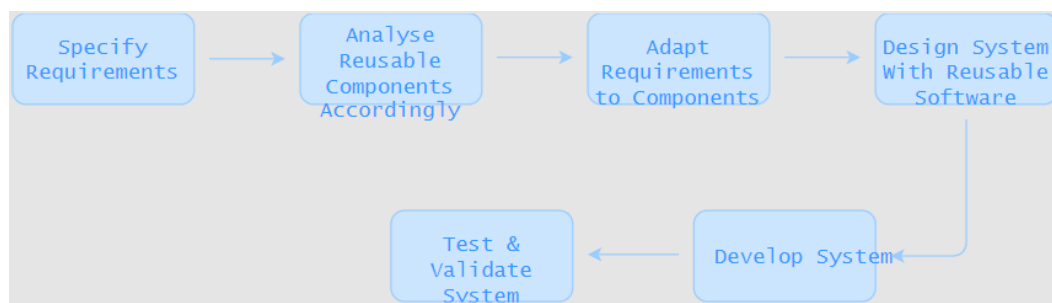 Specify
Requirements
Analyse
Reusable
Components
Accordingly
Adapt
Requirements
to Components
Design System
With Reusable
Software
Develop System
Test &
Validate
System